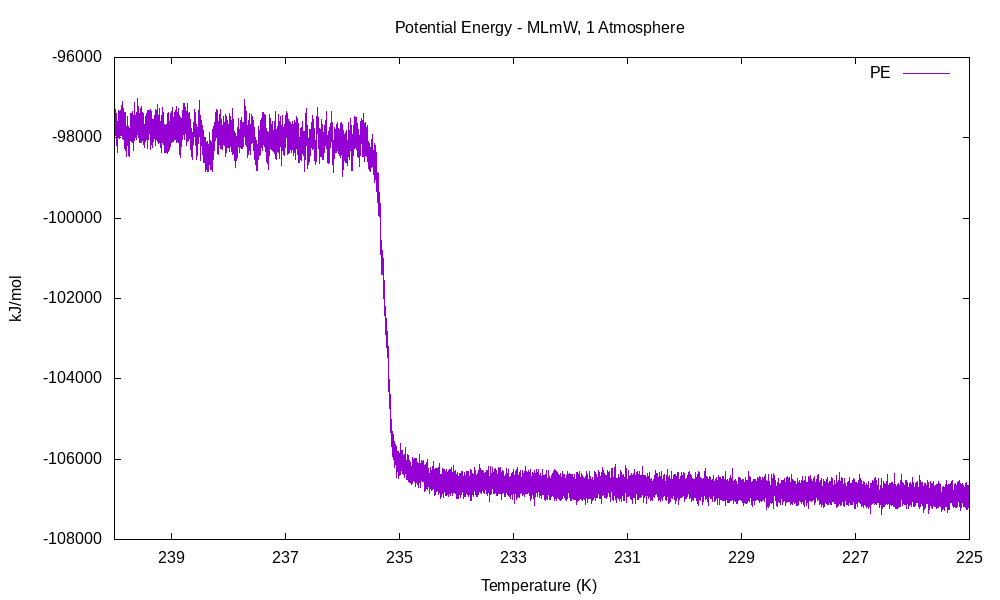 Potential Energy - MLmW, 1 Atmosphere
PE
-96000
-98000
-100000
-102000
-104000
-106000
-108000
kJ/mol
239 237 235 233 231 229 227 225
Temperature (K)